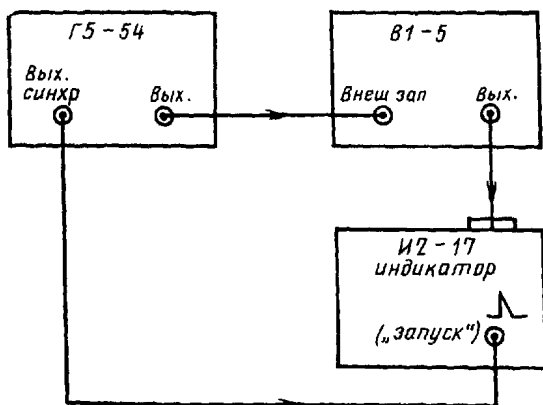 Г5-54
Вых.
синхр
Вых.
В1-5
Внеш зап
Вых.
И2-17
индикатор
(„запуск“)